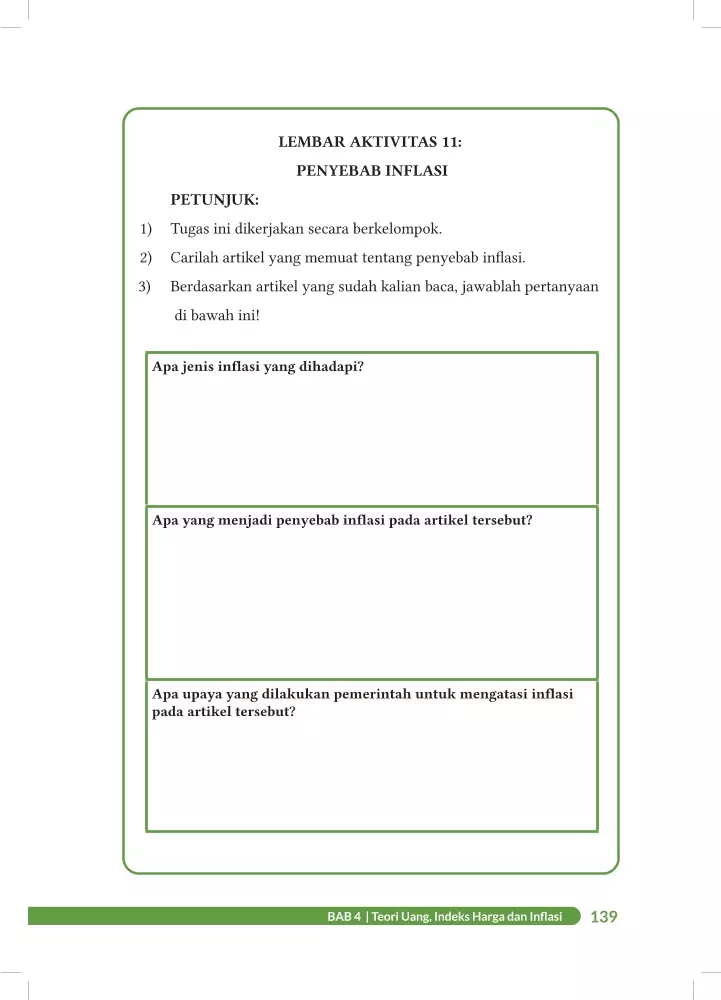 LEMBAR AKTIVITAS 11:
PENYEBAB INFLASI
PETUNJUK:
1) Tugas ini dikerjakan secara berkelompok.
2) Carilah artikel yang memuat tentang penyebab inflasi.
3) Berdasarkan artikel yang sudah kalian baca, jawablah pertanyaan
di bawah ini!
Apa jenis inflasi yang dihadapi?
Apa yang menjadi penyebab inflasi pada artikel tersebut?
Apa upaya yang dilakukan pemerintah untuk mengatasi inflasi
pada artikel tersebut?
BAB 4 | Teori Uang, Indeks Harga dan Inflasi 139